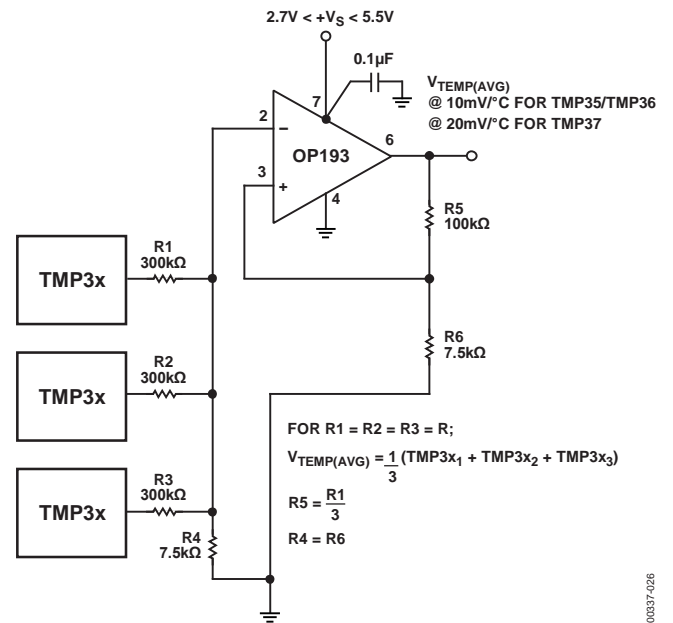 2.7V < +VS < 5.5V
0.1µF
VTEMP(AVG)
@ 10mV/°C FOR TMP35/TMP36
@ 20mV/°C FOR TMP37
7
2
−
OP193
6
3
+
4
R5
100kΩ
TMP3x
R1
300kΩ
R6
7.5kΩ
TMP3x
R2
300kΩ
FOR R1 = R2 = R3 = R;
VTEMP(AVG) = 1/3 (TMP3x1 + TMP3x2 + TMP3x3)
R5 = R1/3
R4 = R6
TMP3x
R3
300kΩ
R4
7.5kΩ
00337-026